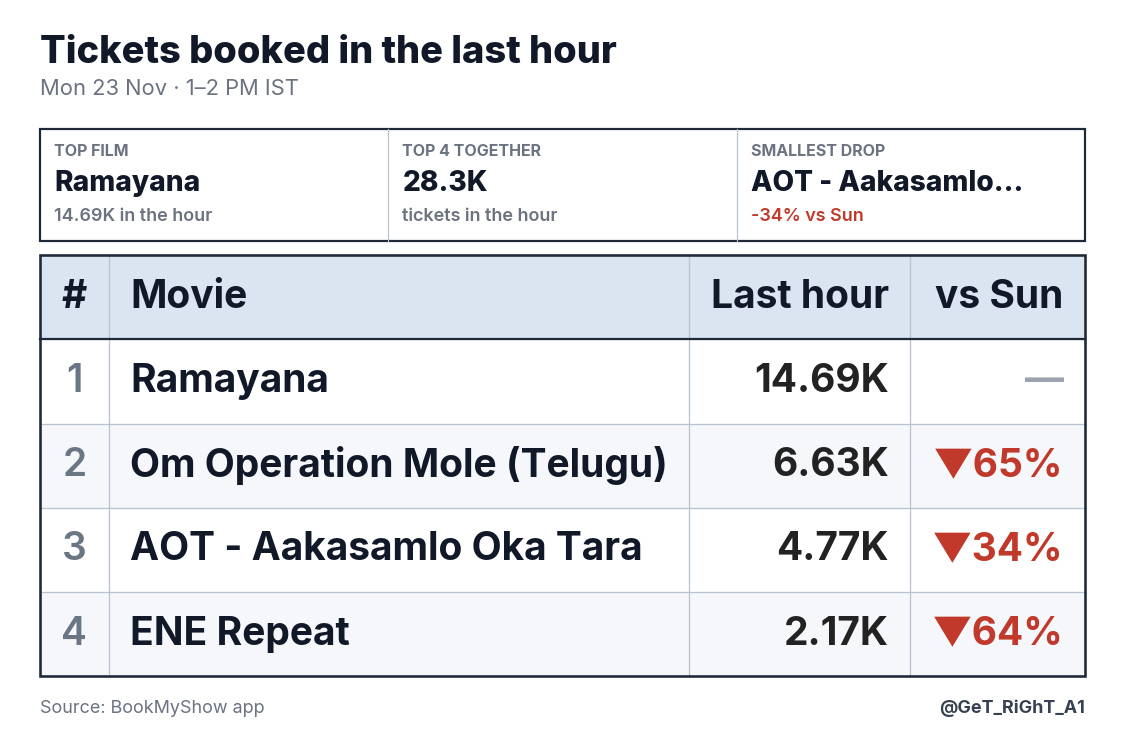 Tickets booked in the last hour
Mon 23 Nov · 1–2 PM IST
TOP FILM
Ramayana
14.69K in the hour
TOP 4 TOGETHER
28.3K
tickets in the hour
SMALLEST DROP
AOT - Aakasamlo...
-34% vs Sun
# Movie Last hour vs Sun
1 Ramayana 14.69K —
2 Om Operation Mole (Telugu) 6.63K ▼65%
3 AOT - Aakasamlo Oka Tara 4.77K ▼34%
4 ENE Repeat 2.17K ▼64%
Source: BookMyShow app @GeT_RiGhT_A1